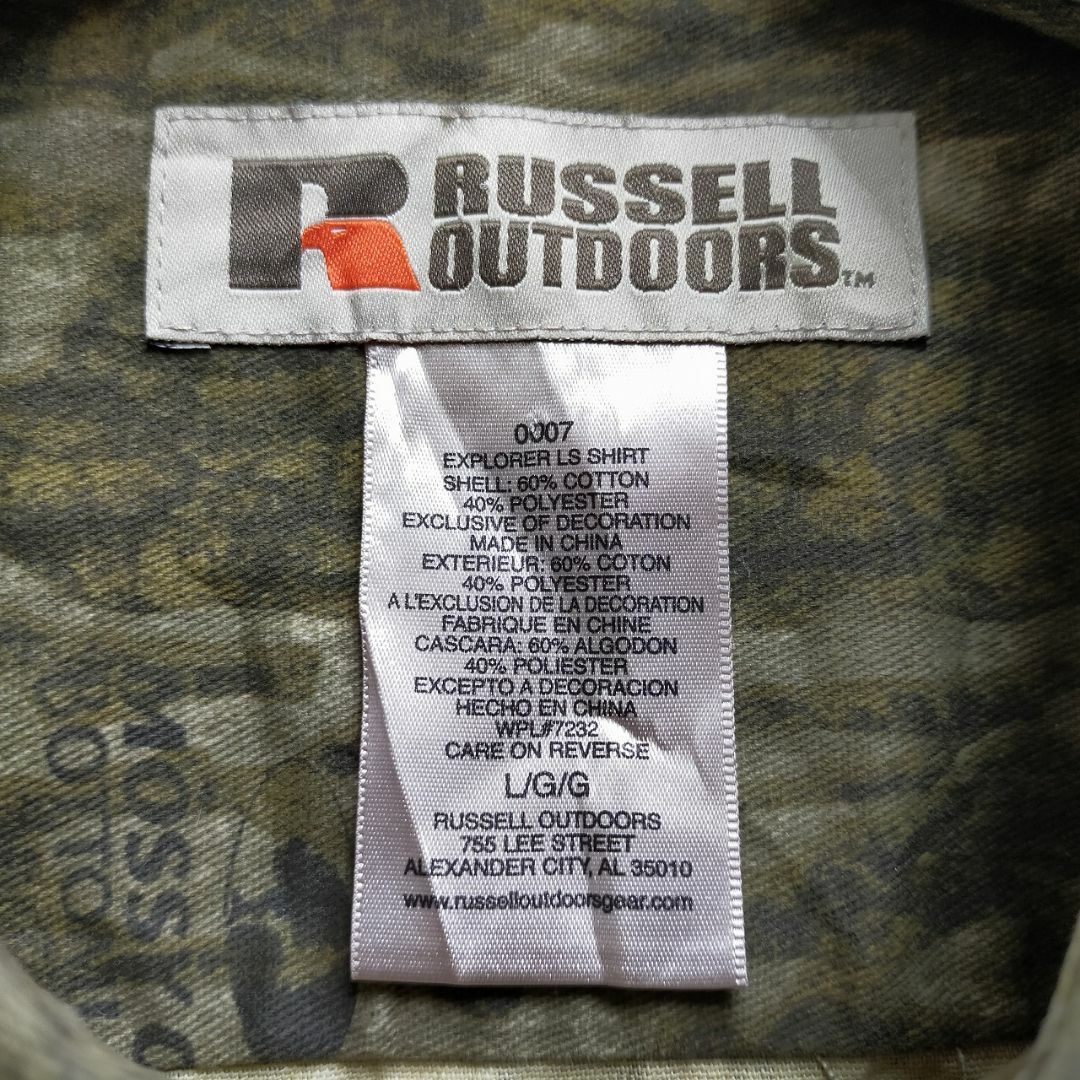 RUSSELL
OUTDOORS™
0007
EXPLORER LS SHIRT
SHELL: 60% COTTON
40% POLYESTER
EXCLUSIVE OF DECORATION
MADE IN CHINA
EXTERIEUR: 60% COTON
40% POLYESTER
A L'EXCLUSION DE LA DECORATION
FABRIQUE EN CHINE
CASCARA: 60% ALGODON
40% POLIESTER
EXCEPTO A DECORACION
HECHO EN CHINA
WPL#7232
CARE ON REVERSE
L/G/G
RUSSELL OUTDOORS
755 LEE STREET
ALEXANDER CITY, AL 35010
www.russelloutdoorsgear.com